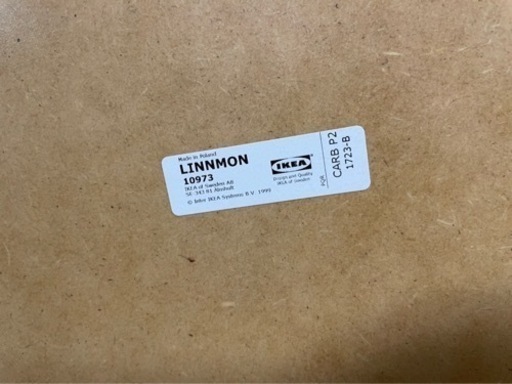 Made in Poland
LINNMON
10973
IKEA of Sweden AB
SE-343 81 Älmhult
© Inter IKEA Systems B.V. 1999
IKEA
Design and Quality
IKEA of Sweden
PQR
CARB P2
1723-B